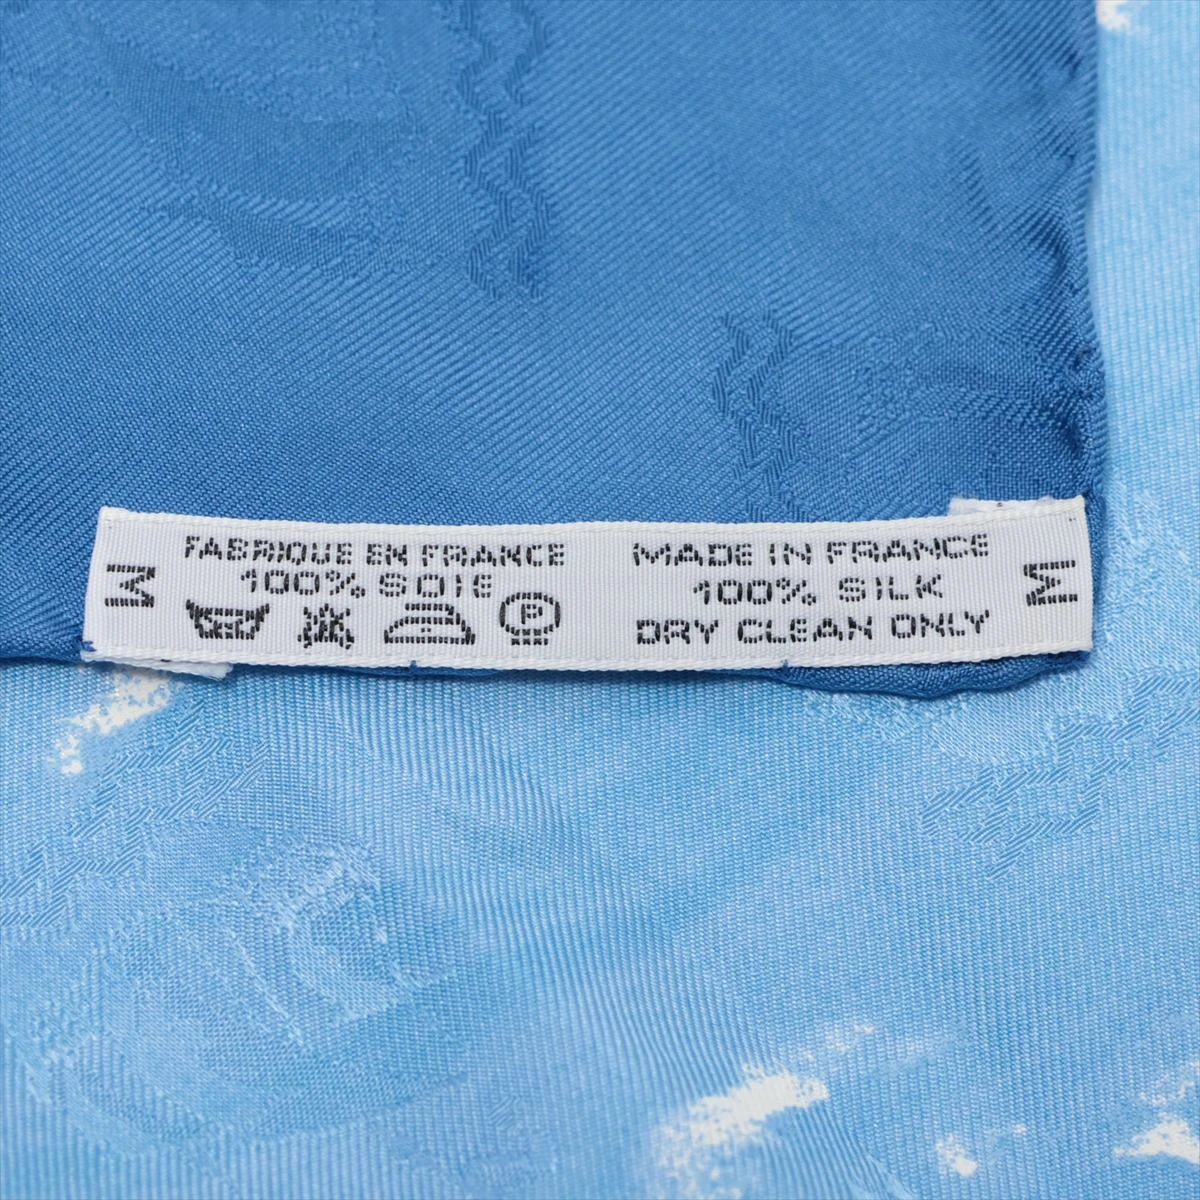 M
FABRIQUE EN FRANCE
100% SOIE
P
MADE IN FRANCE
100% SILK
DRY CLEAN ONLY
M